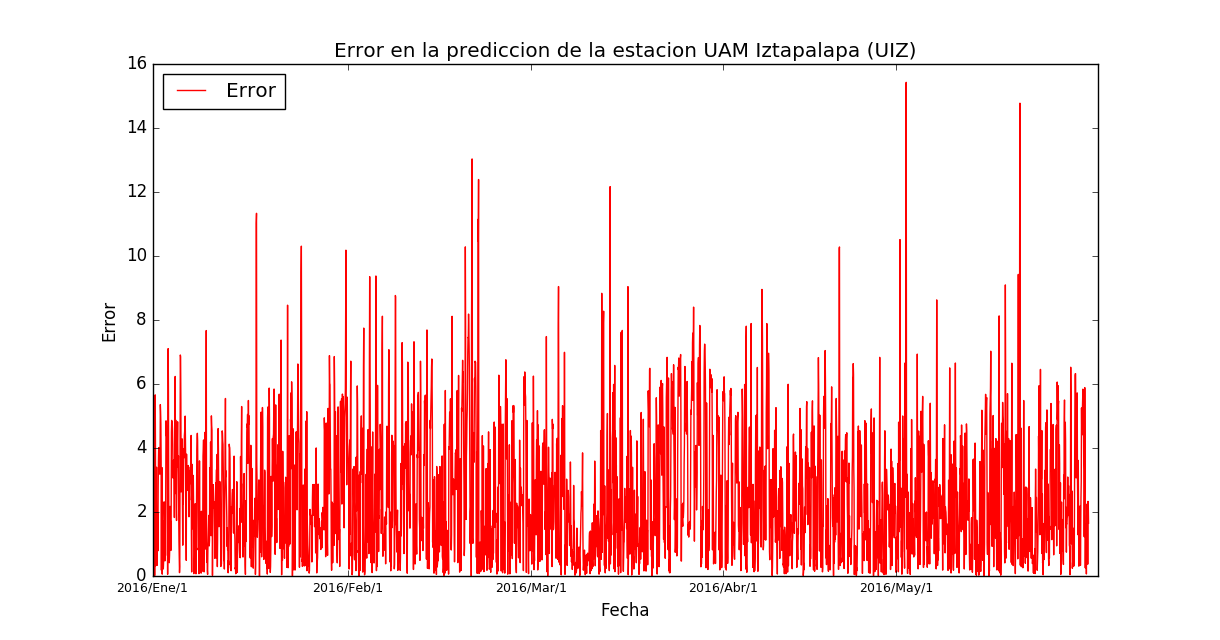 Error en la prediccion de la estacion UAM Iztapalapa (UIZ)
Error
16
14
12
10
8
6
4
2
0
Error
2016/Ene/1
2016/Feb/1
2016/Mar/1
2016/Abr/1
2016/May/1
Fecha